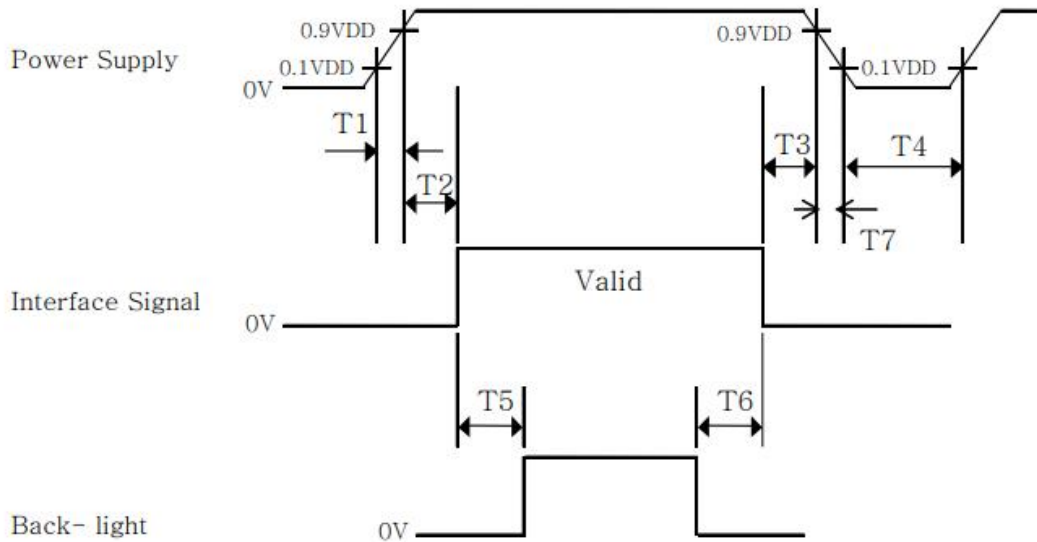 0.9VDD
0.9VDD
Power Supply
0.1VDD
0.1VDD
0V
T1
T3
T4
T2
T7
Valid
Interface Signal
0V
T5
T6
Back- light
0V